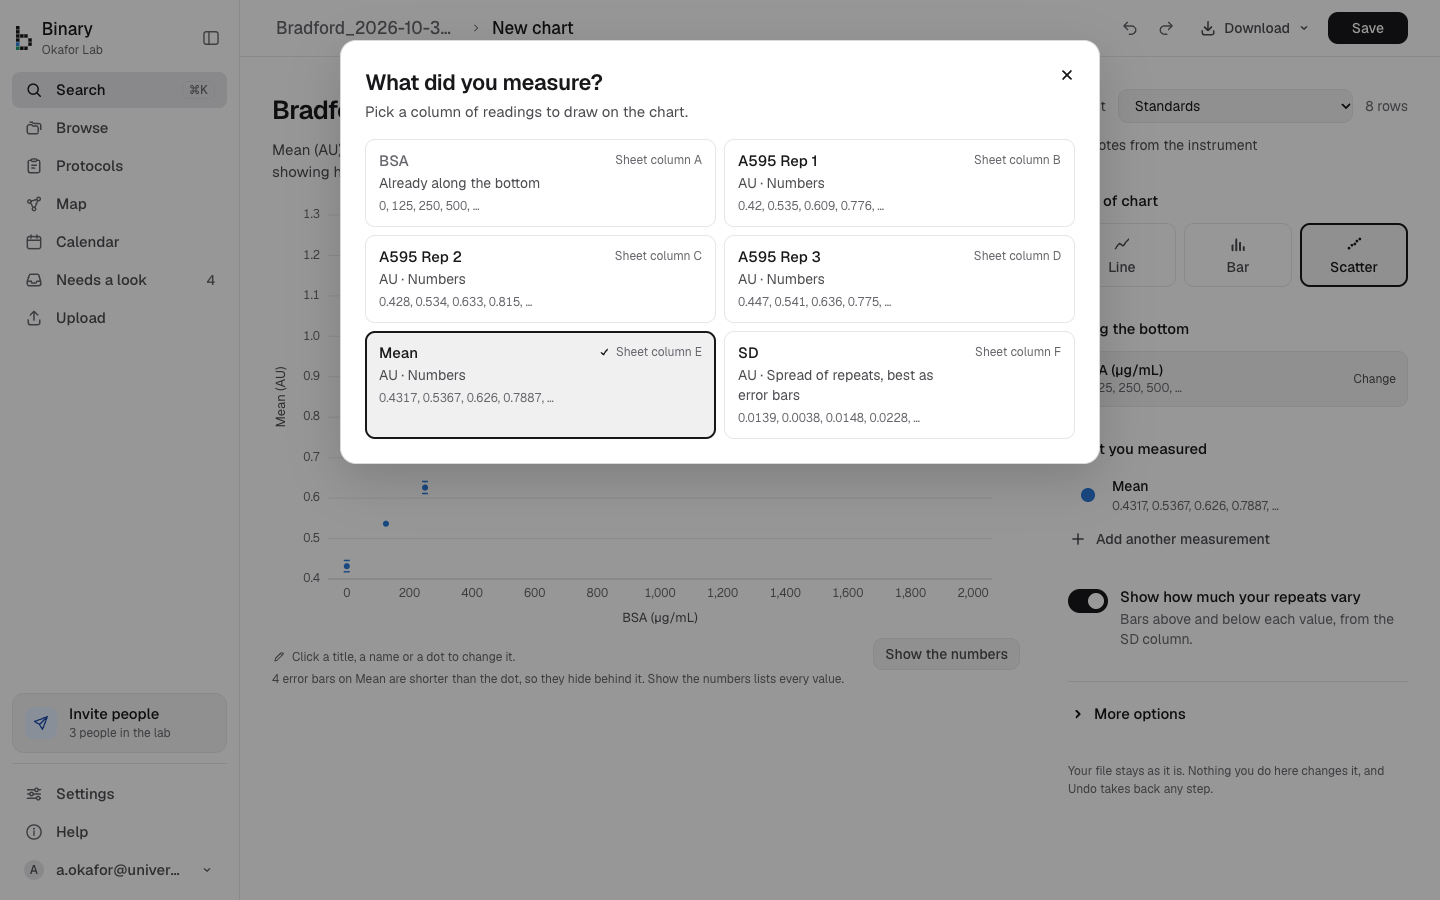 Binary
Okafor Lab
Search ⌘K
Browse
Protocols
Map
Calendar
Needs a look 4
Upload
Invite people
3 people in the lab
Settings
Help
A a.okafor@univer…
Bradford_2026-10-3… › New chart
Download
Save
Bradf
Mean (AU)
showing h
What did you measure?
Pick a column of readings to draw on the chart.
BSA Sheet column A
Already along the bottom
0, 125, 250, 500, …
A595 Rep 1 Sheet column B
AU · Numbers
0.42, 0.535, 0.609, 0.776, …
A595 Rep 2 Sheet column C
AU · Numbers
0.428, 0.534, 0.633, 0.815, …
A595 Rep 3 Sheet column D
AU · Numbers
0.447, 0.541, 0.636, 0.775, …
Mean ✓ Sheet column E
AU · Numbers
0.4317, 0.5367, 0.626, 0.7887, …
SD Sheet column F
AU · Spread of repeats, best as
error bars
0.0139, 0.0038, 0.0148, 0.0228, …
1.3
1.2
1.1
1.0
0.9
0.8
0.7
0.6
0.5
0.4
Mean (AU)
0 200 400 600 800 1,000 1,200 1,400 1,600 1,800 2,000
BSA (µg/mL)
Click a title, a name or a dot to change it.
Show the numbers
4 error bars on Mean are shorter than the dot, so they hide behind it. Show the numbers lists every value.
t Standards 8 rows
otes from the instrument
of chart
Line
Bar
Scatter
g the bottom
A (µg/mL)
25, 250, 500, …
Change
t you measured
Mean
0.4317, 0.5367, 0.626, 0.7887, …
Add another measurement
Show how much your repeats vary
Bars above and below each value, from the
SD column.
More options
Your file stays as it is. Nothing you do here changes it, and
Undo takes back any step.